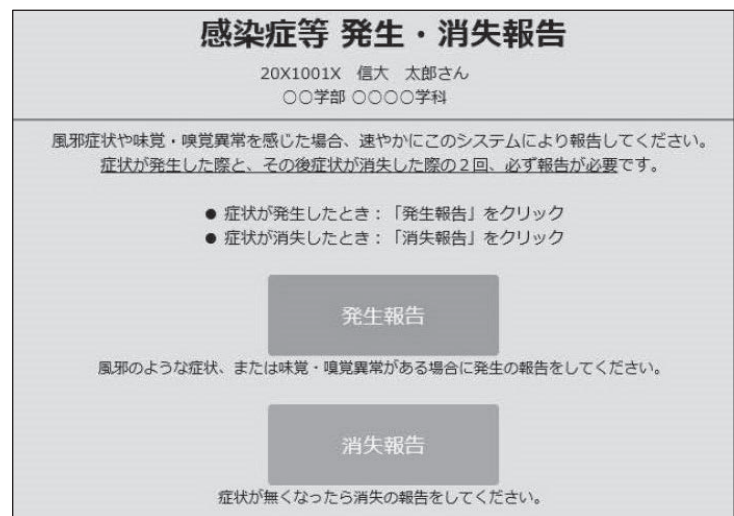 感染症等 発生・消失報告
20X1001X 信大 太郎さん
○○学部 ○○○○学科
風邪症状や味覚・嗅覚異常を感じた場合、速やかにこのシステムにより報告してください。
症状が発生した際と、その後症状が消失した際の2回、必ず報告が必要です。
● 症状が発生したとき：「発生報告」をクリック
● 症状が消失したとき：「消失報告」をクリック
発生報告
風邪のような症状、または味覚・嗅覚異常がある場合に発生の報告をしてください。
消失報告
症状が無くなったら消失の報告をしてください。